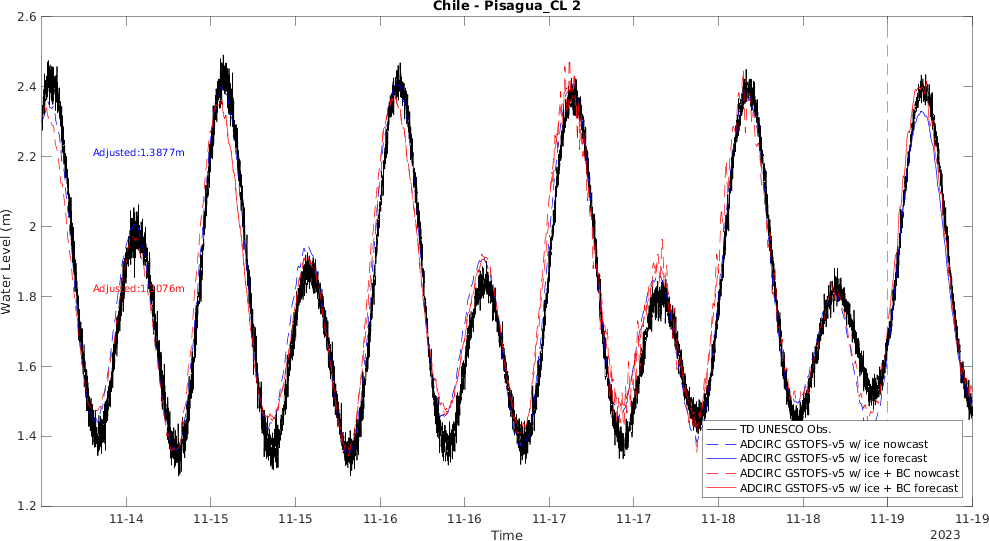 Chile - Pisagua_CL 2
2.6
2.4
2.2
2
1.8
1.6
1.4
1.2
Water Level (m)
Adjusted:1.3877m
TD UNESCO Obs.
ADCIRC GSTOFS-v5 w/ ice nowcast
ADCIRC GSTOFS-v5 w/ ice forecast
ADCIRC GSTOFS-v5 w/ ice + BC nowcast
ADCIRC GSTOFS-v5 w/ ice + BC forecast
11-14
11-15
11-15
11-16
11-16
11-17
11-17
11-18
11-18
11-19
11-19
Time
2023